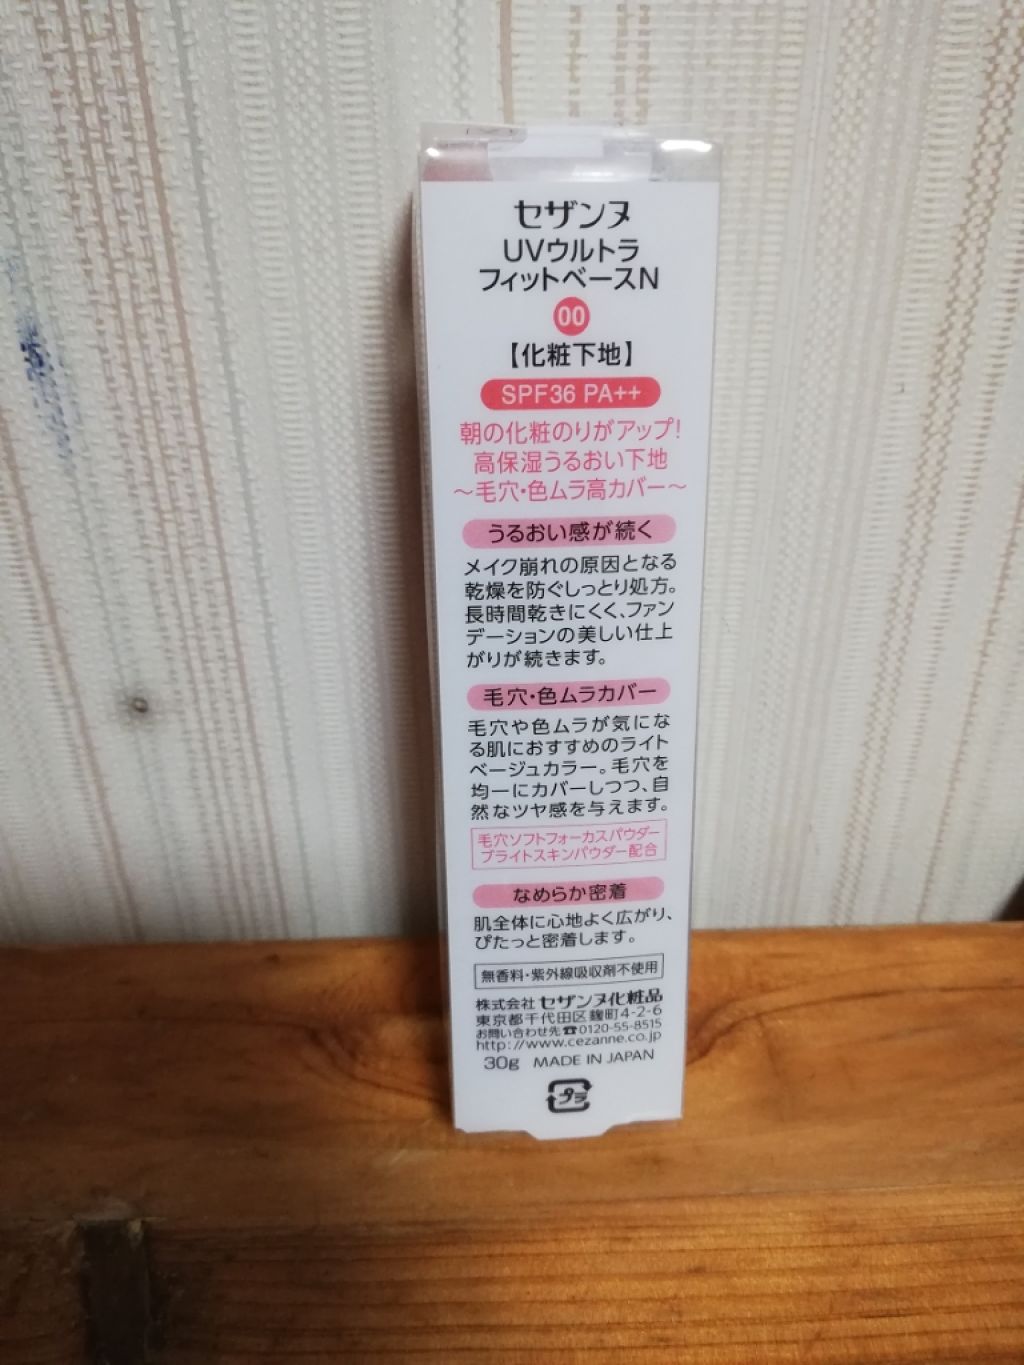 セザンヌ
UVウルトラ
フィットベースN
00
【化粧下地】
SPF36 PA++
朝の化粧のりがアップ!
高保湿うるおい下地
～毛穴・色ムラ高カバー～
うるおい感が続く
メイク崩れの原因となる
乾燥を防ぐしっとり処方。
長時間乾きにくく、ファン
デーションの美しい仕上
がりが続きます。
毛穴・色ムラカバー
毛穴や色ムラが気にな
る肌におすすめのライト
ベージュカラー。毛穴を
均一にカバーしつつ、自
然なツヤ感を与えます。
毛穴ソフトフォーカスパウダー
ブライトスキンパウダー配合
なめらか密着
肌全体に心地よく広がり、
ぴたっと密着します。
無香料・紫外線吸収剤不使用
株式会社 セザンヌ化粧品
東京都千代田区麹町4-2-6
お問い合わせ先☎0120-55-8515
http://www.cezanne.co.jp
30g MADE IN JAPAN
プラ